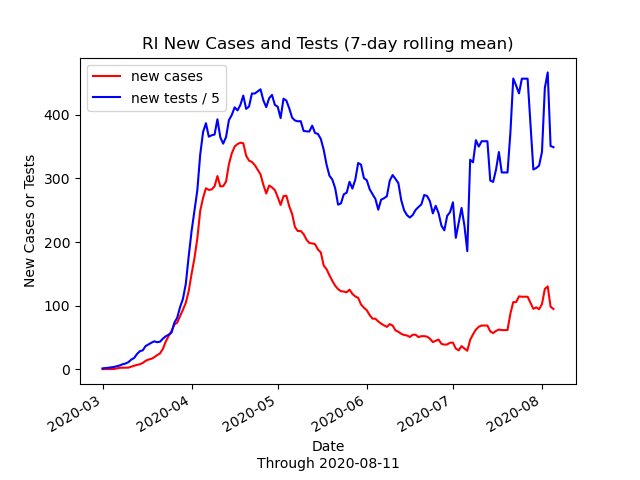 RI New Cases and Tests (7-day rolling mean)
new cases
new tests / 5
New Cases or Tests
400
300
200
100
0
2020-03
2020-04
2020-05
2020-06
2020-07
2020-08
Date
Through 2020-08-11